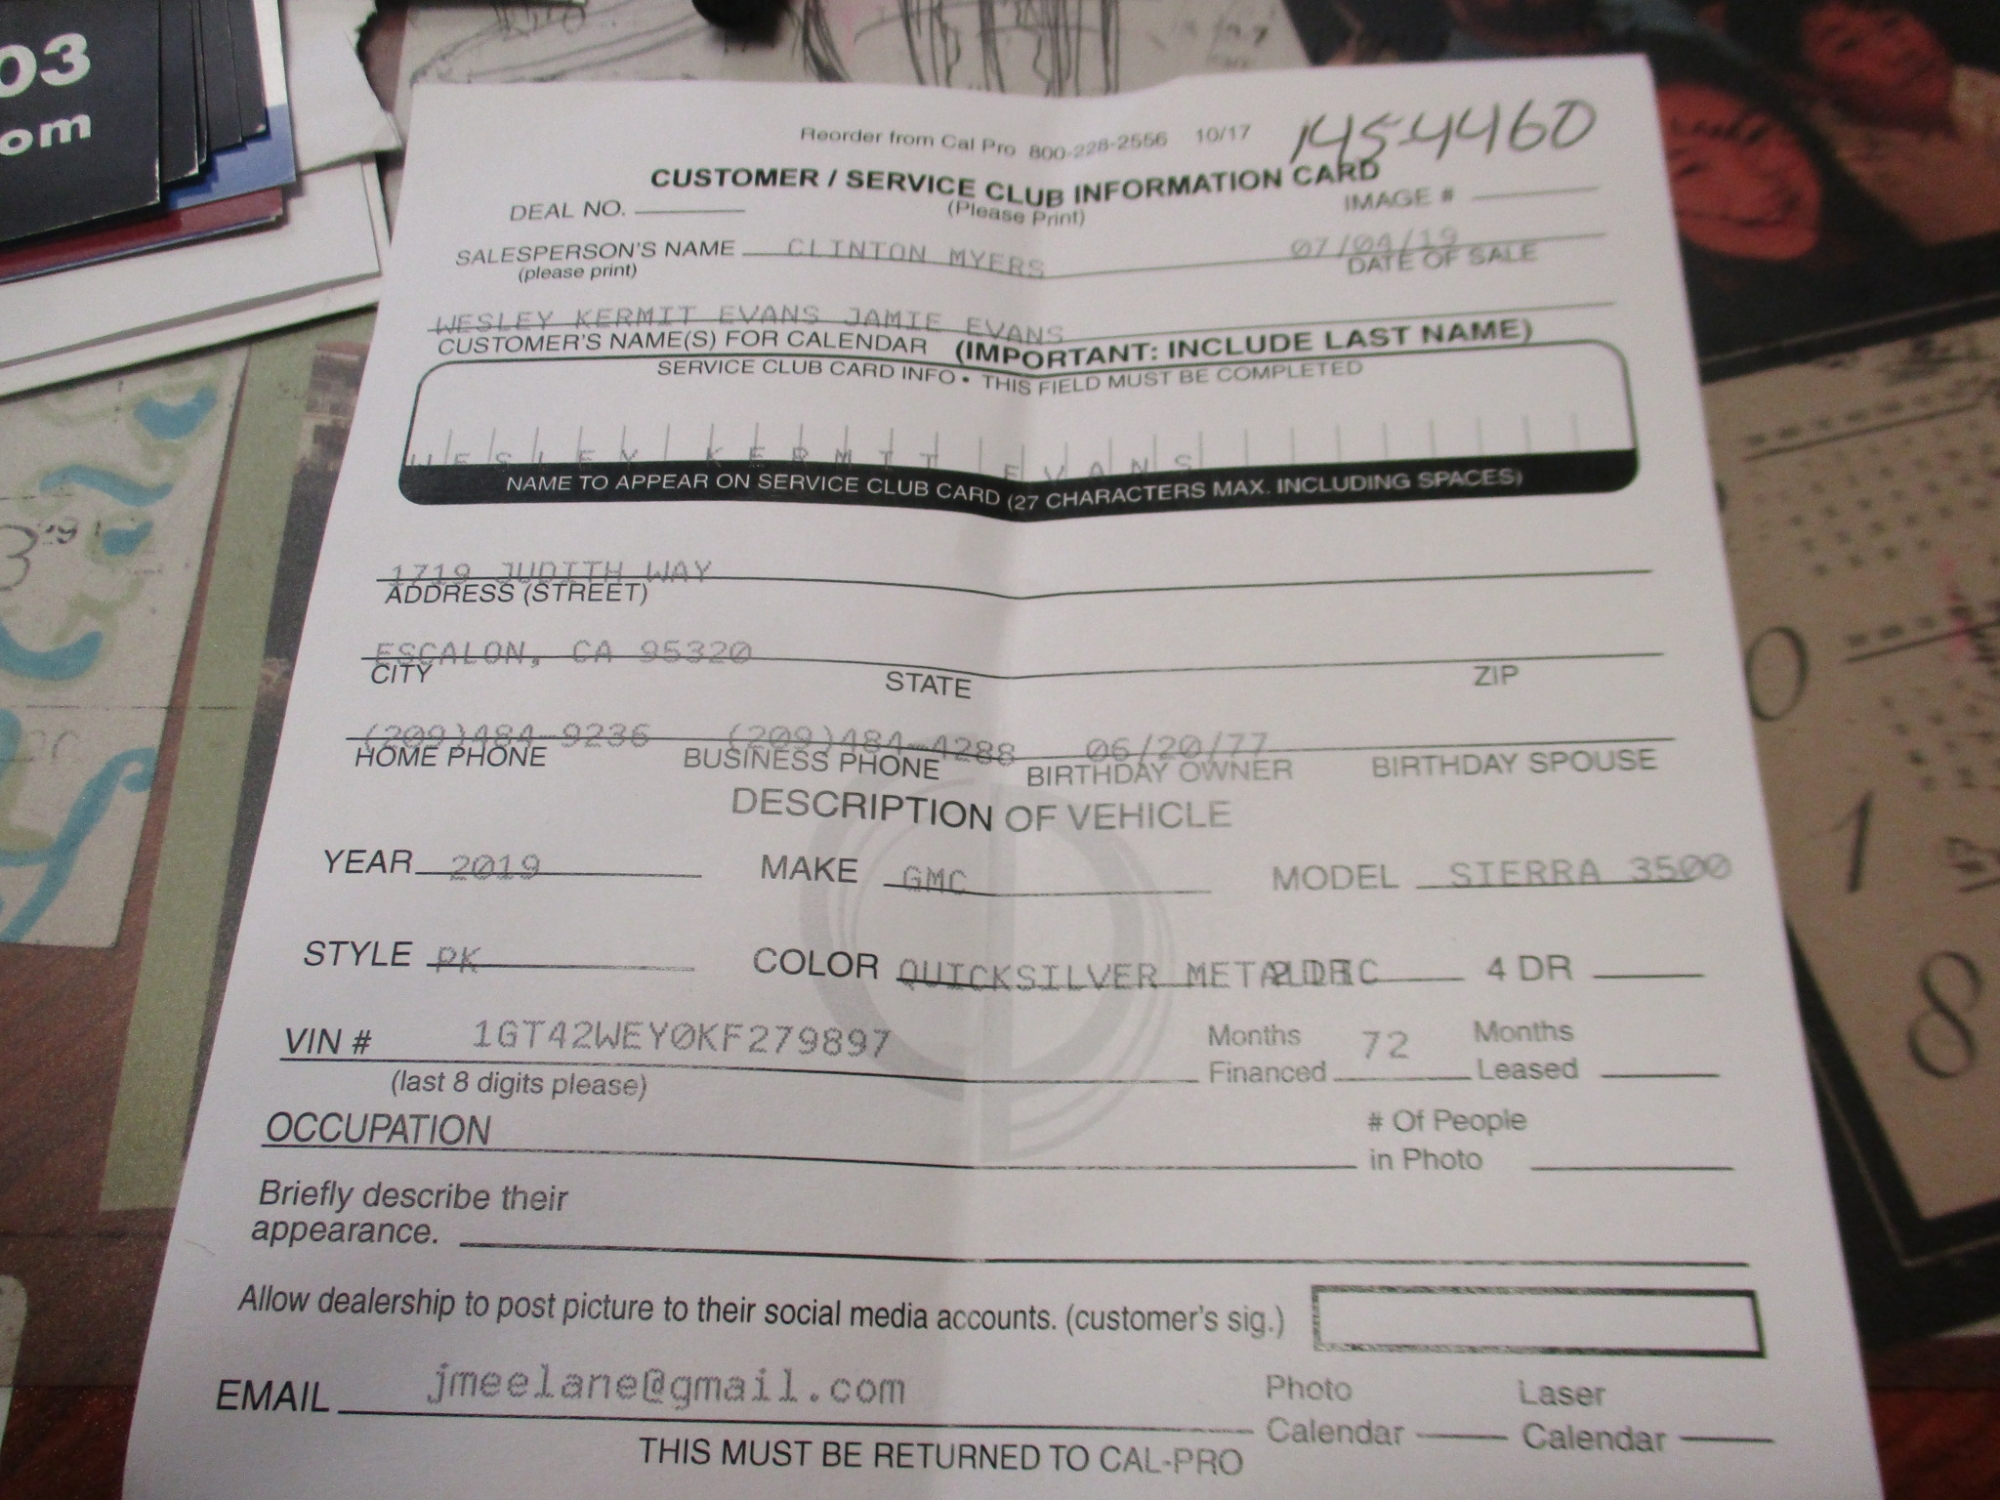 03
om
Reorder from Cal Pro 800-228-2556 10/17 145-4460
CUSTOMER / SERVICE CLUB INFORMATION CARD
DEAL NO. (Please Print) IMAGE #
SALESPERSON'S NAME CLINTON MYERS 07/04/19
(please print) DATE OF SALE
WESLEY KERMIT EVANS JAMIE EVANS
CUSTOMER'S NAME(S) FOR CALENDAR (IMPORTANT: INCLUDE LAST NAME)
SERVICE CLUB CARD INFO • THIS FIELD MUST BE COMPLETED
WESLEY KERMIT EVANS
NAME TO APPEAR ON SERVICE CLUB CARD (27 CHARACTERS MAX. INCLUDING SPACES)
1719 JUDITH WAY
ADDRESS (STREET)
ESCALON, CA 95320
CITY STATE ZIP
(209)484-9236 (209)484-4288 06/20/77
HOME PHONE BUSINESS PHONE BIRTHDAY OWNER BIRTHDAY SPOUSE
DESCRIPTION OF VEHICLE
YEAR 2019 MAKE GMC MODEL SIERRA 3500
STYLE PK COLOR QUICKSILVER METALLIC 2 DR 4 DR
VIN # 1GT42WEY0KF279897 Months Financed 72 Months Leased
(last 8 digits please)
OCCUPATION # Of People in Photo
Briefly describe their
appearance.
Allow dealership to post picture to their social media accounts. (customer's sig.)
EMAIL jmeelane@gmail.com Photo Calendar Laser Calendar
THIS MUST BE RETURNED TO CAL-PRO
0
1
8